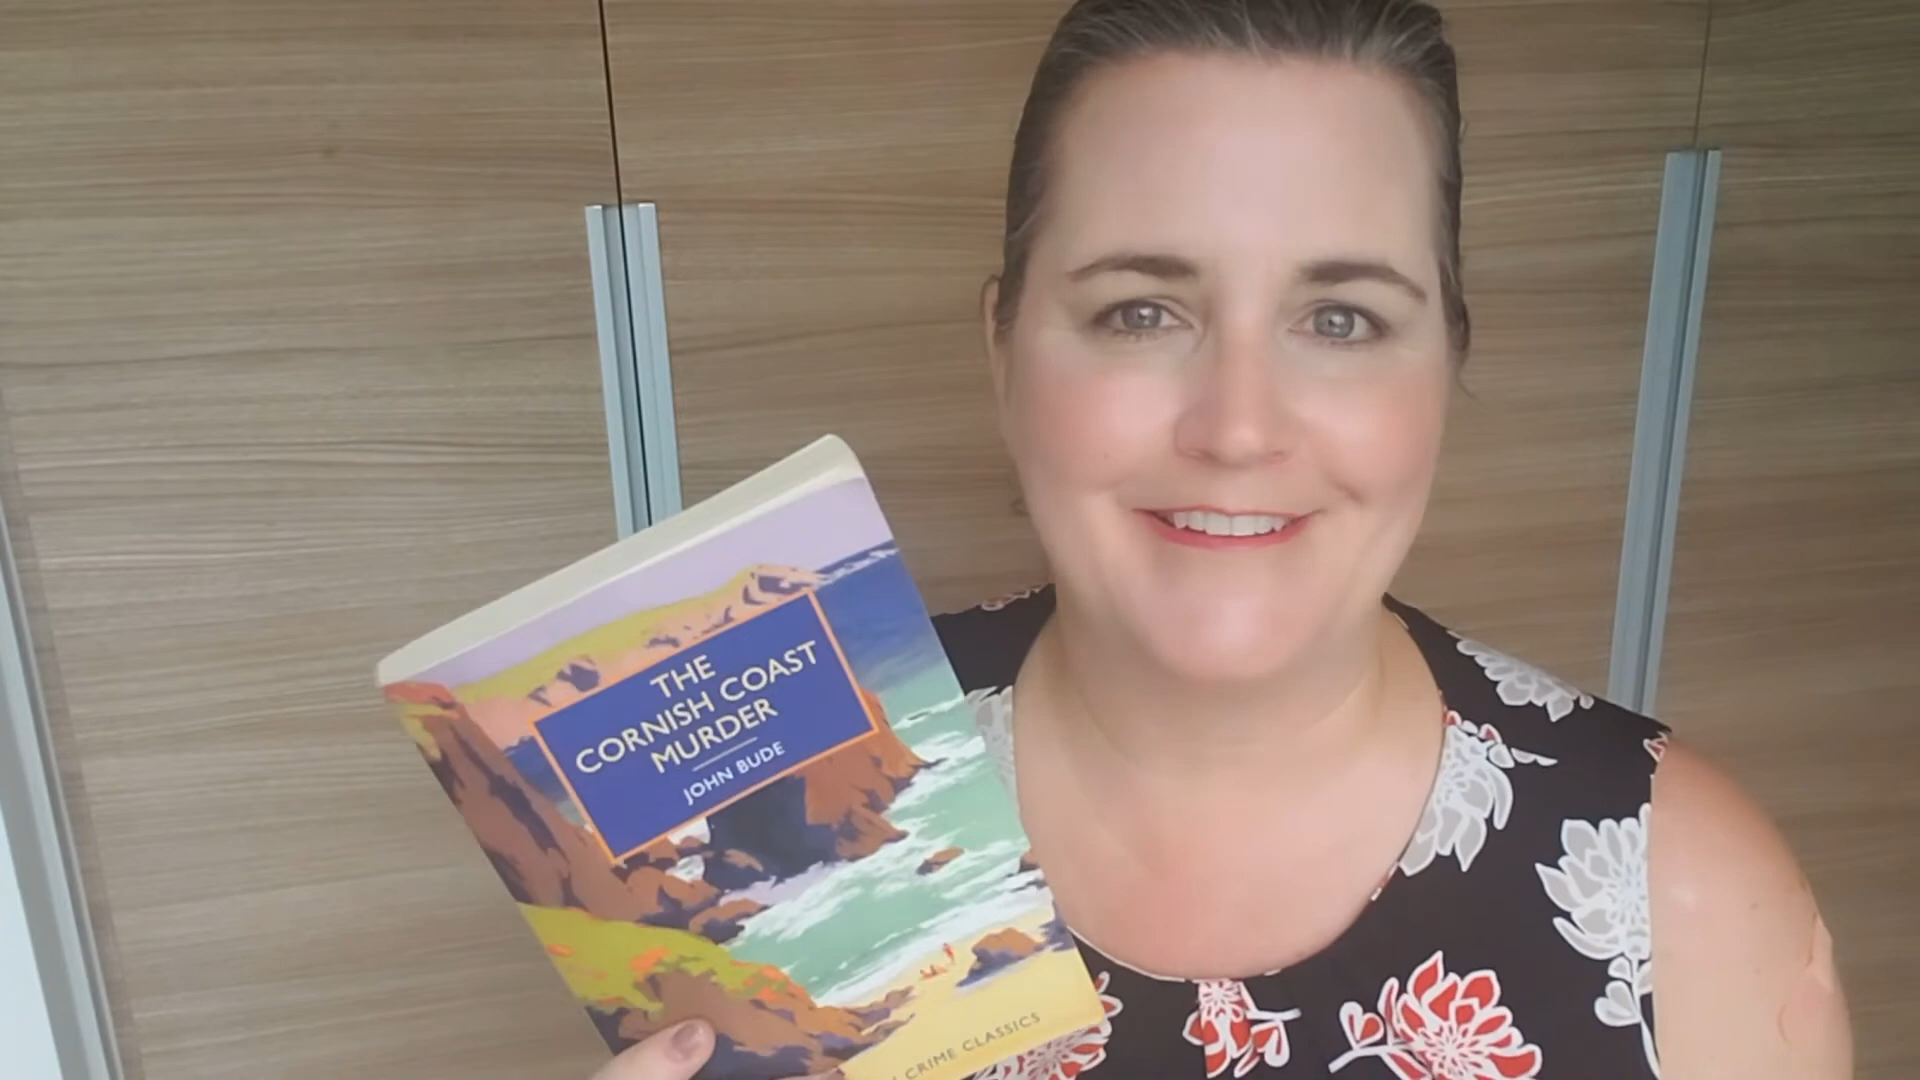 THE
CORNISH COAST
MURDER
JOHN BUDE
CRIME CLASSICS